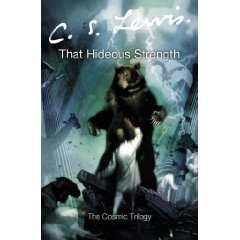 C. S. Lewis.
That Hideous Strength
The Cosmic Trilogy